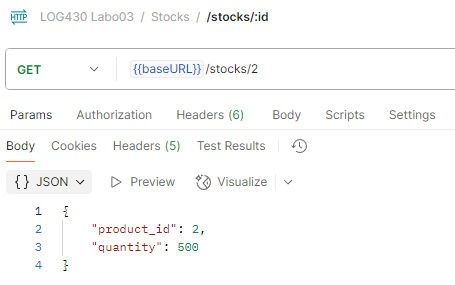 HTTP LOG430 Labo03 / Stocks / /stocks/:id
GET {{baseURL}} /stocks/2
Params Authorization Headers (6) Body Scripts Settings
Body Cookies Headers (5) Test Results
{} JSON Preview Visualize
1 {
2 "product_id": 2,
3 "quantity": 500
4 }